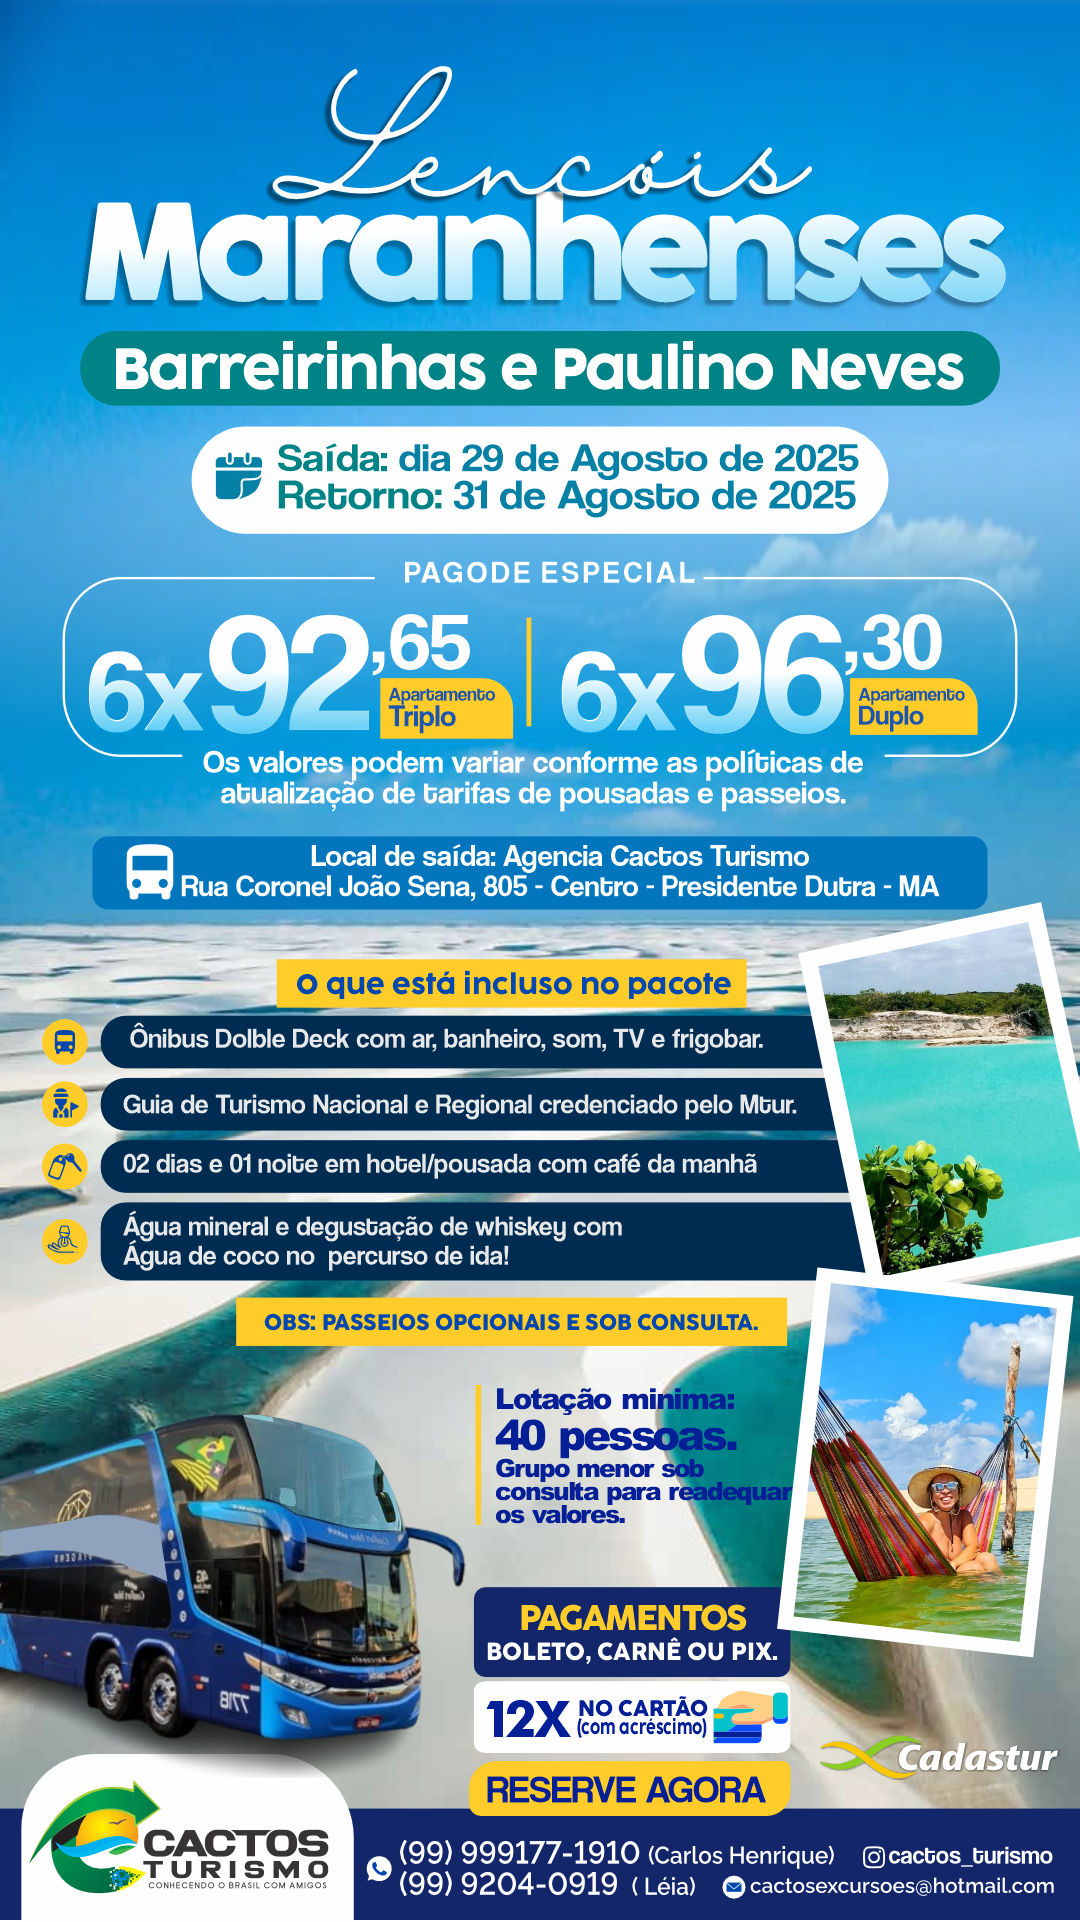 Lençóis
Maranhenses
Barreirinhas e Paulino Neves
Saída: dia 29 de Agosto de 2025
Retorno: 31 de Agosto de 2025
PAGODE ESPECIAL
6x92,65
Apartamento
Triplo
6x96,30
Apartamento
Duplo
Os valores podem variar conforme as políticas de
atualização de tarifas de pousadas e passeios.
Local de saída: Agencia Cactos Turismo
Rua Coronel João Sena, 805 - Centro - Presidente Dutra - MA
O que está incluso no pacote
Ônibus Dolble Deck com ar, banheiro, som, TV e frigobar.
Guia de Turismo Nacional e Regional credenciado pelo Mtur.
02 dias e 01 noite em hotel/pousada com café da manhã
Água mineral e degustação de whiskey com
Água de coco no percurso de ida!
OBS: PASSEIOS OPCIONAIS E SOB CONSULTA.
Lotação minima:
40 pessoas.
Grupo menor sob
consulta para readequar
os valores.
7718
PAGAMENTOS
BOLETO, CARNÊ OU PIX.
12X NO CARTÃO
(com acréscimo)
RESERVE AGORA
Cadastur
CACTOS
TURISMO
CONHECENDO O BRASIL COM AMIGOS
(99) 999177-1910 (Carlos Henrique)
cactos_turismo
(99) 9204-0919 ( Léia)
cactosexcursoes@hotmail.com